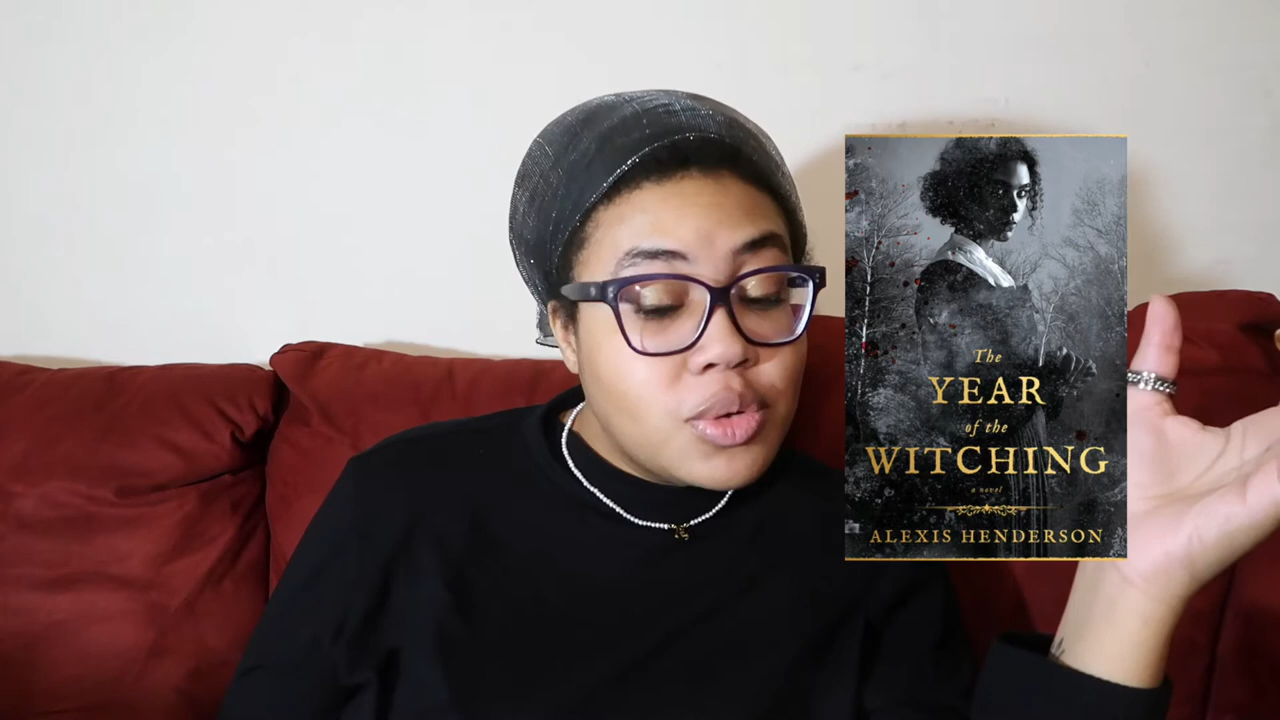 The
YEAR
of the
WITCHING
a novel
ALEXIS HENDERSON